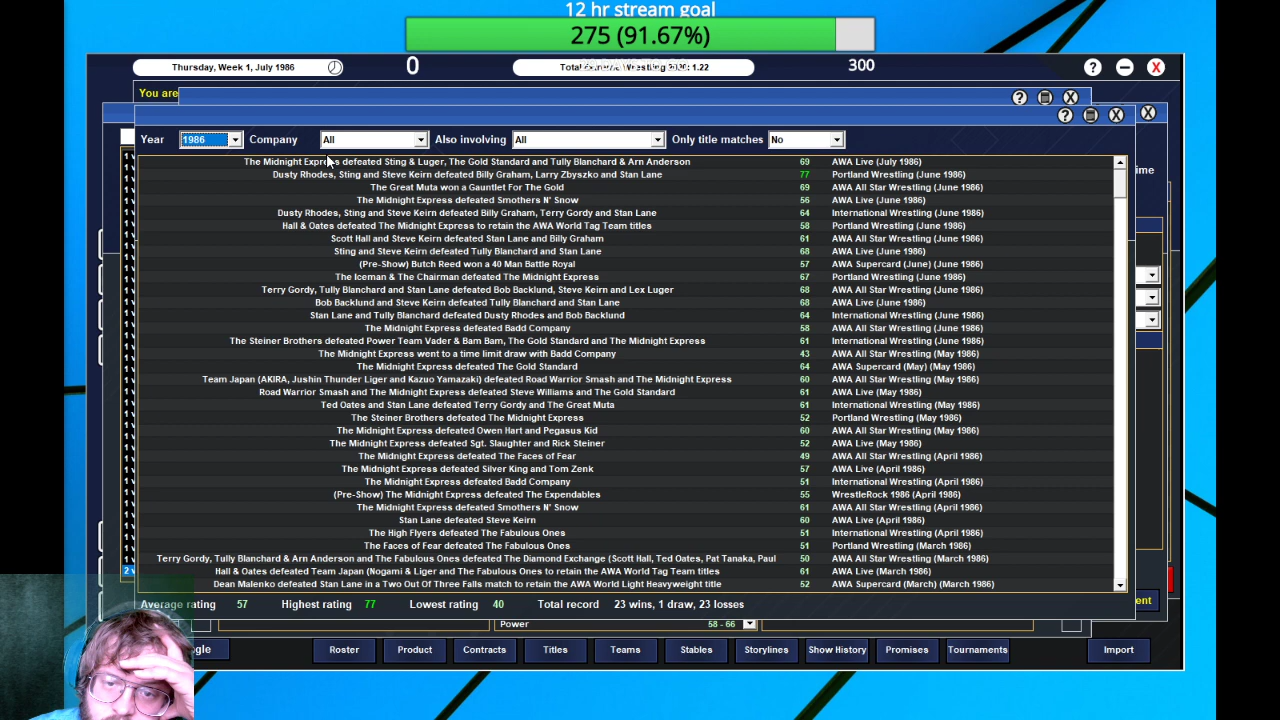 12 hr stream goal
275 (91.67%)
0
300
Thursday, Week 1, July 1986
Total Extreme Wrestling 2020: 1.22
? X
You are
? X
? X X
Year 1986 Company All Also involving All Only title matches No
The Midnight Express defeated Sting & Luger, The Gold Standard and Tully Blanchard & Arn Anderson 69 AWA Live (July 1986)
Dusty Rhodes, Sting and Steve Keirn defeated Billy Graham, Larry Zbyszko and Stan Lane 77 Portland Wrestling (June 1986)
The Great Muta won a Gauntlet For The Gold 69 AWA All Star Wrestling (June 1986)
The Midnight Express defeated Smothers N' Snow 56 AWA Live (June 1986)
Dusty Rhodes, Sting and Steve Keirn defeated Billy Graham, Terry Gordy and Stan Lane 64 International Wrestling (June 1986)
Hall & Oates defeated The Midnight Express to retain the AWA World Tag Team titles 58 Portland Wrestling (June 1986)
Scott Hall and Steve Keirn defeated Stan Lane and Billy Graham 61 AWA All Star Wrestling (June 1986)
Sting and Steve Keirn defeated Tully Blanchard and Stan Lane 68 AWA Live (June 1986)
(Pre-Show) Butch Reed won a 40 Man Battle Royal 57 AWA Supercard (June) (June 1986)
The Iceman & The Chairman defeated The Midnight Express 67 Portland Wrestling (June 1986)
Terry Gordy, Tully Blanchard and Stan Lane defeated Bob Backlund, Steve Keirn and Lex Luger 68 AWA All Star Wrestling (June 1986)
Bob Backlund and Steve Keirn defeated Tully Blanchard and Stan Lane 68 AWA Live (June 1986)
Stan Lane and Tully Blanchard defeated Dusty Rhodes and Bob Backlund 64 International Wrestling (June 1986)
The Midnight Express defeated Badd Company 58 AWA All Star Wrestling (June 1986)
The Steiner Brothers defeated Power Team Vader & Bam Bam, The Gold Standard and The Midnight Express 61 International Wrestling (June 1986)
The Midnight Express went to a time limit draw with Badd Company 43 AWA All Star Wrestling (May 1986)
The Midnight Express defeated The Gold Standard 64 AWA Supercard (May) (May 1986)
Team Japan (AKIRA, Jushin Thunder Liger and Kazuo Yamazaki) defeated Road Warrior Smash and The Midnight Express 60 AWA All Star Wrestling (May 1986)
Road Warrior Smash and The Midnight Express defeated Steve Williams and The Gold Standard 61 AWA Live (May 1986)
Ted Oates and Stan Lane defeated Terry Gordy and The Great Muta 61 International Wrestling (May 1986)
The Steiner Brothers defeated The Midnight Express 52 Portland Wrestling (May 1986)
The Midnight Express defeated Owen Hart and Pegasus Kid 60 AWA All Star Wrestling (May 1986)
The Midnight Express defeated Sgt. Slaughter and Rick Steiner 52 AWA Live (May 1986)
The Midnight Express defeated The Faces of Fear 49 AWA All Star Wrestling (April 1986)
The Midnight Express defeated Silver King and Tom Zenk 57 AWA Live (April 1986)
The Midnight Express defeated Badd Company 51 International Wrestling (April 1986)
(Pre-Show) The Midnight Express defeated The Expendables 55 WrestleRock 1986 (April 1986)
The Midnight Express defeated Smothers N' Snow 61 AWA All Star Wrestling (April 1986)
Stan Lane defeated Steve Keirn 60 AWA Live (April 1986)
The High Flyers defeated The Fabulous Ones 51 International Wrestling (April 1986)
The Faces of Fear defeated The Fabulous Ones 51 Portland Wrestling (March 1986)
Terry Gordy, Tully Blanchard & Arn Anderson and The Fabulous Ones defeated The Diamond Exchange (Scott Hall, Ted Oates, Pat Tanaka, Paul 50 AWA All Star Wrestling (March 1986)
Hall & Oates defeated Team Japan (Nogami & Liger and The Fabulous Ones to retain the AWA World Tag Team titles) 61 AWA Live (March 1986)
Dean Malenko defeated Stan Lane in a Two Out Of Three Falls match to retain the AWA World Light Heavyweight title 52 AWA Supercard (March) (March 1986)
Average rating 57 Highest rating 77 Lowest rating 40 Total record 23 wins, 1 draw, 23 losses
ime
ent
Power 58 - 66
gle Roster Product Contracts Titles Teams Stables Storylines Show History Promises Tournaments Import